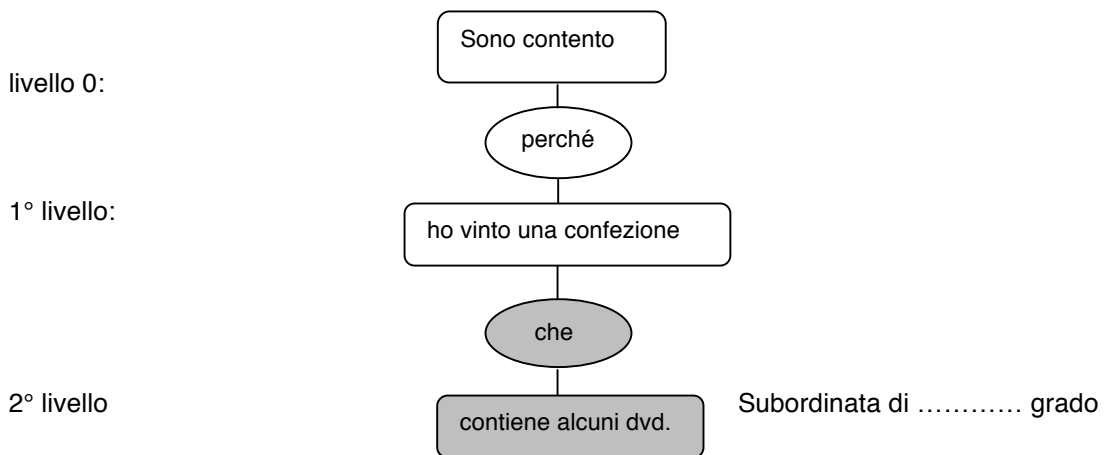 Sono contento
livello 0:
perché
1° livello:
ho vinto una confezione
che
2° livello
contiene alcuni dvd.
Subordinata di ………… grado